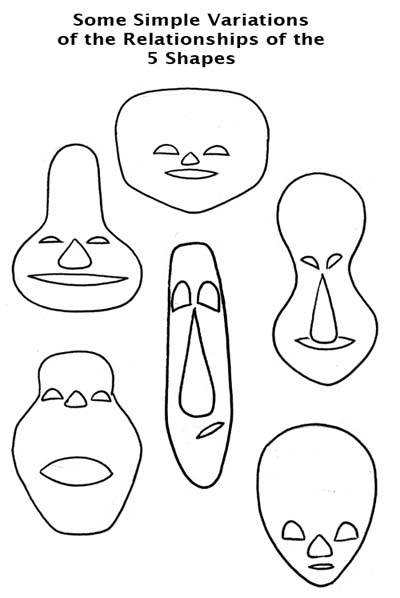 Some Simple Variations
of the Relationships of the
5 Shapes